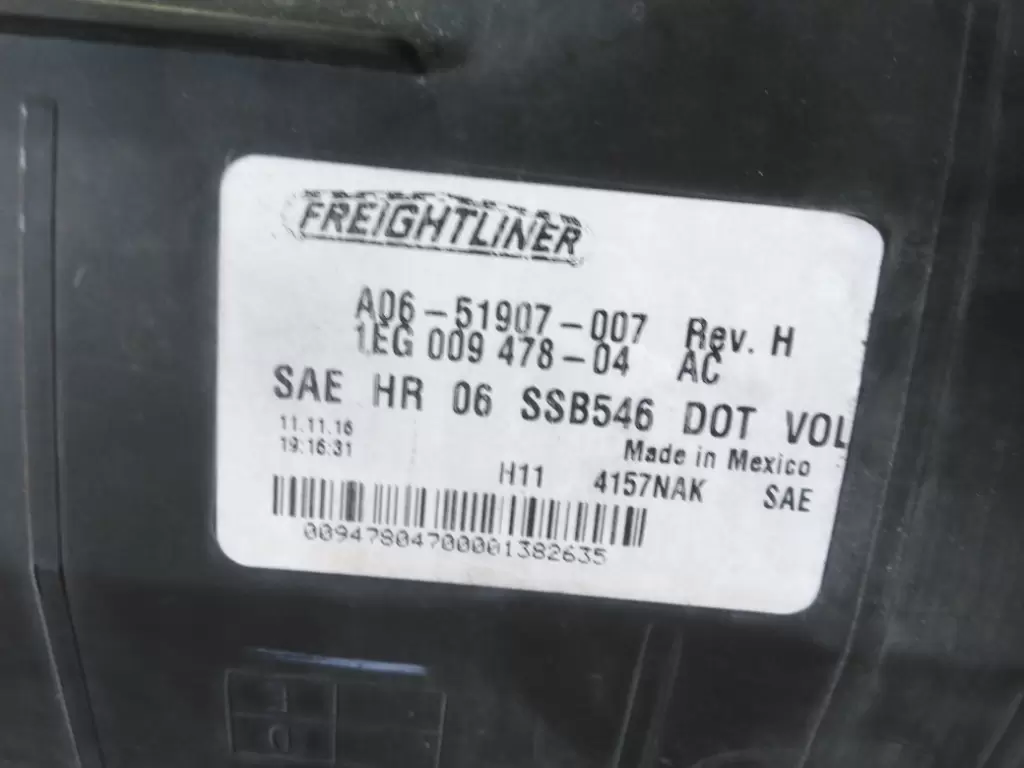 FREIGHTLINER
A06-51907-007 Rev. H
1EG 009 478-04 AC
SAE HR 06 SSB546 DOT VOL
11.11.16
19:16:31
Made in Mexico
H11 4157NAK SAE
00947804700001382635